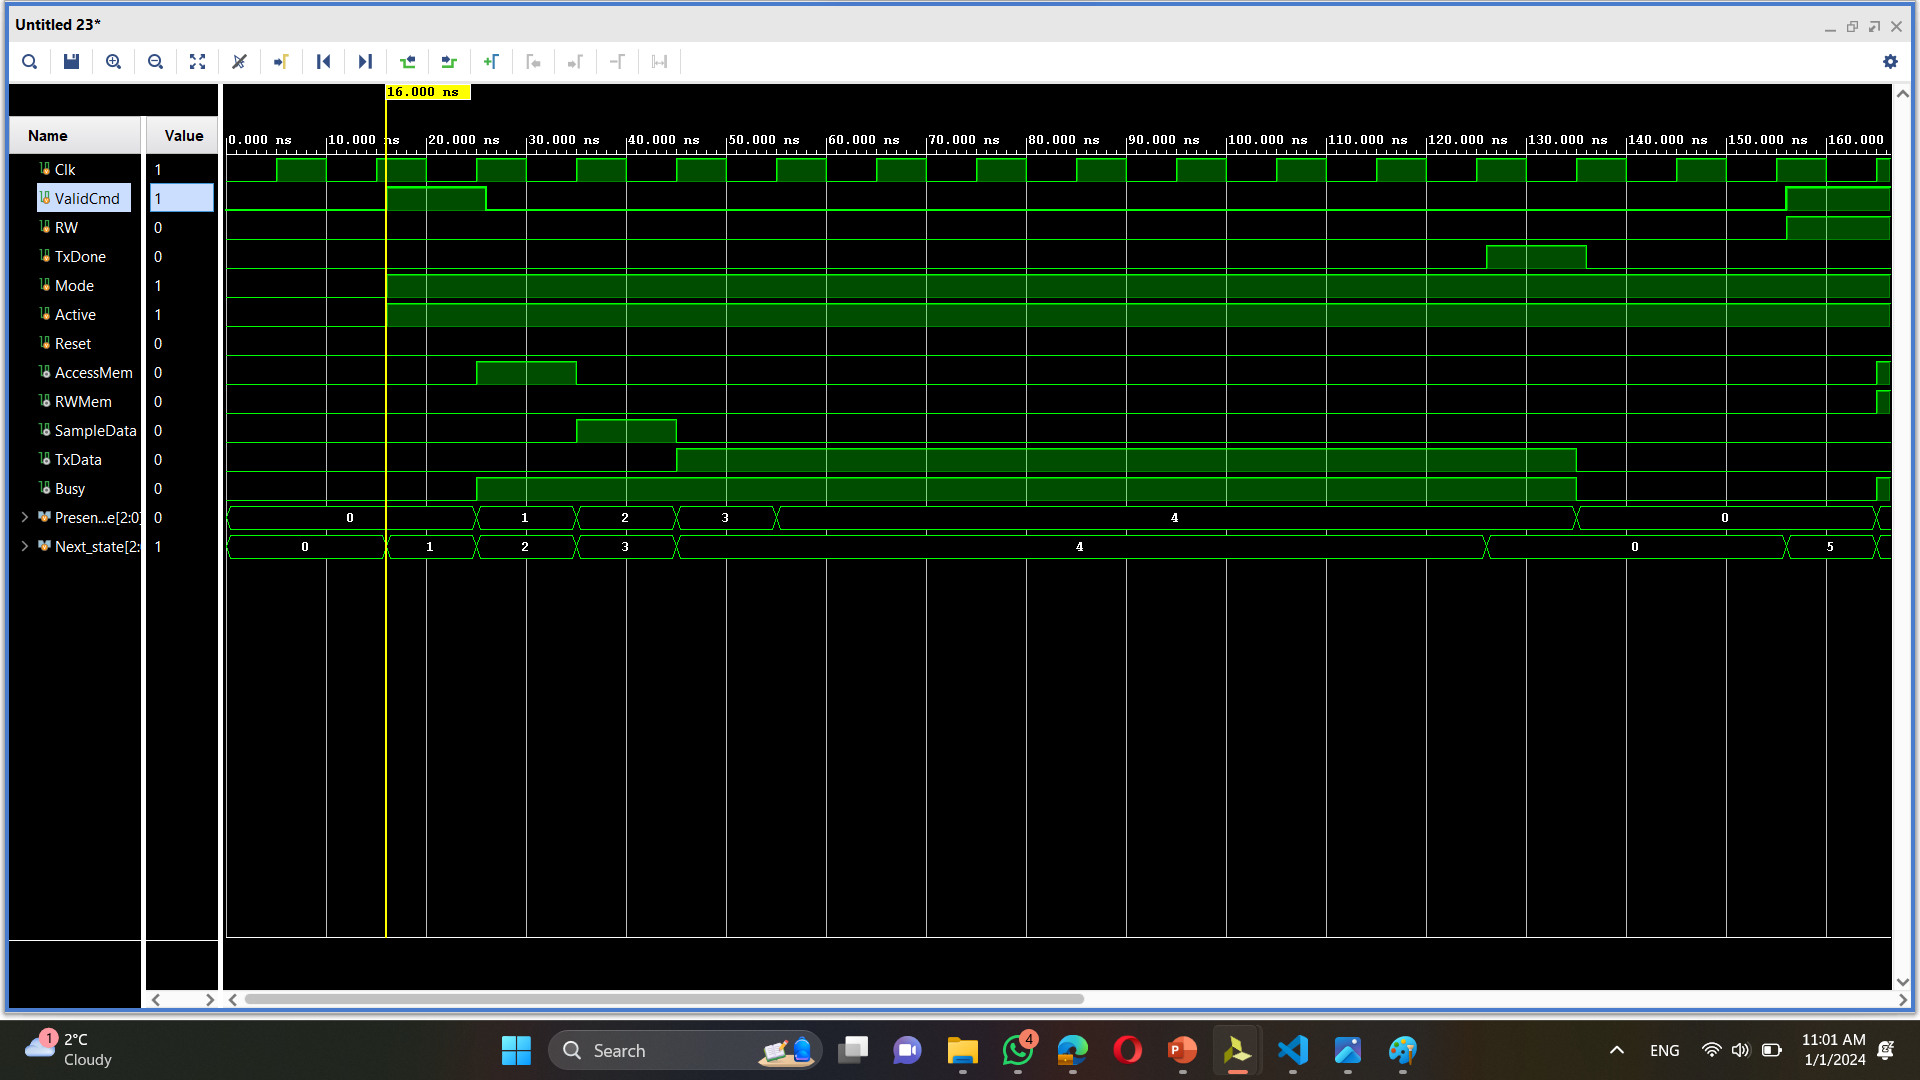 Untitled 23*
16.000 ns
Name Value
0.000 ns 10.000 ns 20.000 ns 30.000 ns 40.000 ns 50.000 ns 60.000 ns 70.000 ns 80.000 ns 90.000 ns 100.000 ns 110.000 ns 120.000 ns 130.000 ns 140.000 ns 150.000 ns 160.000
Clk 1
ValidCmd 1
RW 0
TxDone 0
Mode 1
Active 1
Reset 0
AccessMem 0
RWMem 0
SampleData 0
TxData 0
Busy 0
Presen...e[2:0] 0 0 1 2 3 4 0
Next_state[2: 1 0 1 2 3 4 0 5
1 2°C
Cloudy
Search
4
P
ENG
11:01 AM
1/1/2024